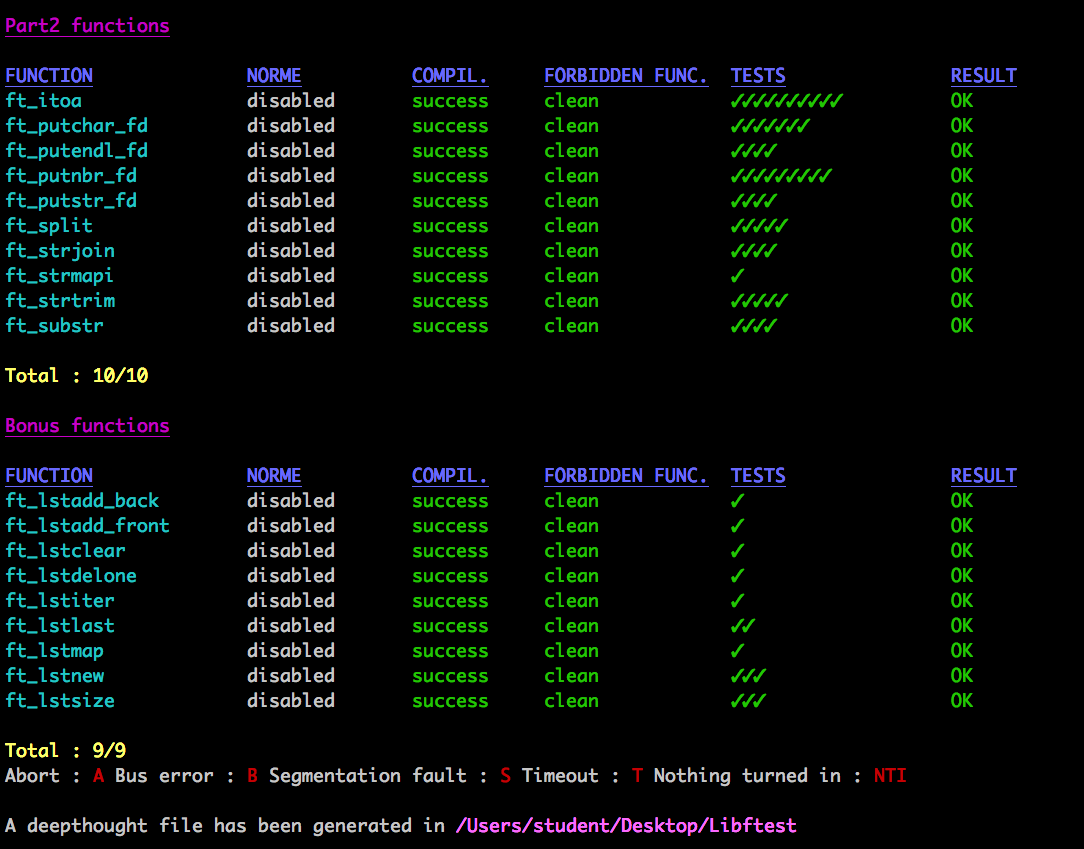 Part2 functions
FUNCTION NORME COMPIL. FORBIDDEN FUNC. TESTS RESULT
ft_itoa disabled success clean ✓✓✓✓✓✓✓✓✓✓ OK
ft_putchar_fd disabled success clean ✓✓✓✓✓✓✓ OK
ft_putendl_fd disabled success clean ✓✓✓✓ OK
ft_putnbr_fd disabled success clean ✓✓✓✓✓✓✓✓✓ OK
ft_putstr_fd disabled success clean ✓✓✓✓ OK
ft_split disabled success clean ✓✓✓✓✓ OK
ft_strjoin disabled success clean ✓✓✓✓ OK
ft_strmapi disabled success clean ✓ OK
ft_strtrim disabled success clean ✓✓✓✓✓ OK
ft_substr disabled success clean ✓✓✓✓ OK
Total : 10/10
Bonus functions
FUNCTION NORME COMPIL. FORBIDDEN FUNC. TESTS RESULT
ft_lstadd_back disabled success clean ✓ OK
ft_lstadd_front disabled success clean ✓ OK
ft_lstclear disabled success clean ✓ OK
ft_lstdelone disabled success clean ✓ OK
ft_lstiter disabled success clean ✓ OK
ft_lstlast disabled success clean ✓✓ OK
ft_lstmap disabled success clean ✓ OK
ft_lstnew disabled success clean ✓✓✓ OK
ft_lstsize disabled success clean ✓✓✓ OK
Total : 9/9
Abort : A Bus error : B Segmentation fault : S Timeout : T Nothing turned in : NTI
A deepthought file has been generated in /Users/student/Desktop/Libftest